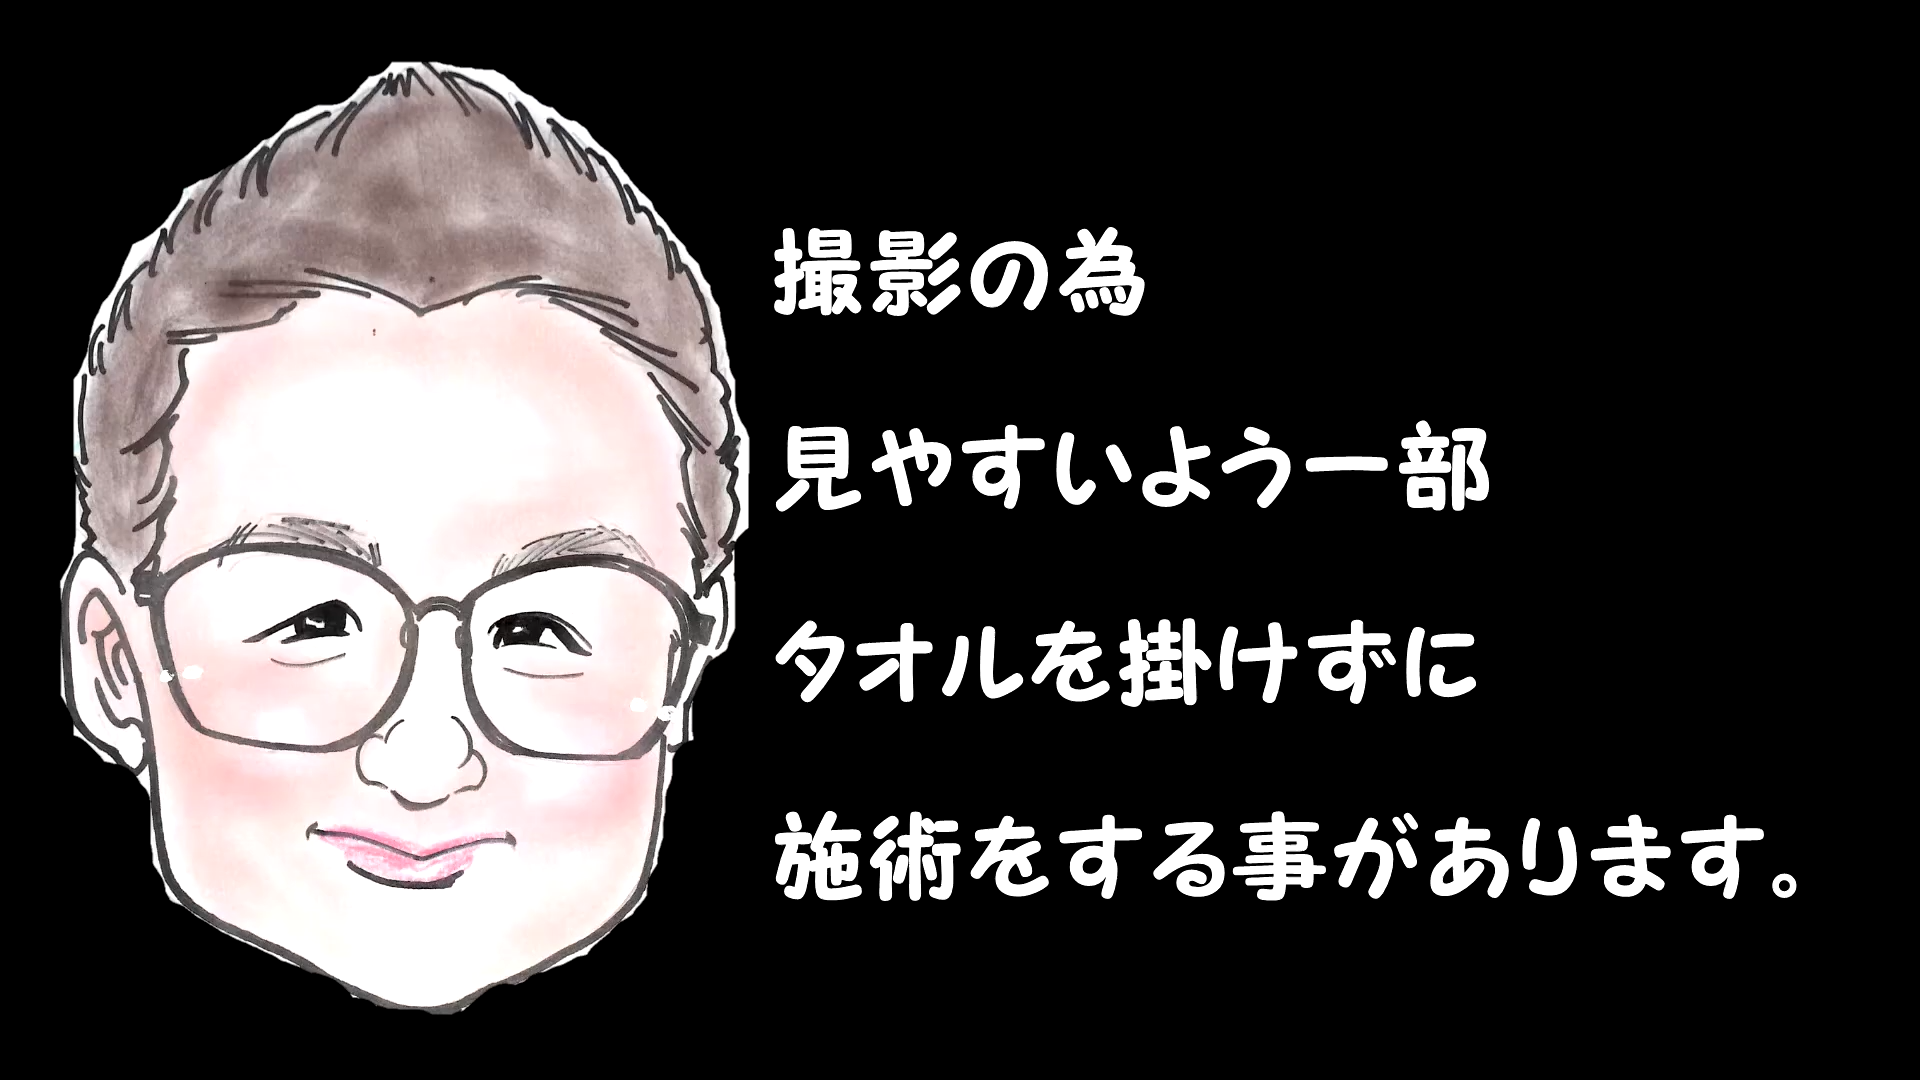 撮影の為
見やすいよう一部
タオルを掛けずに
施術をする事があります。